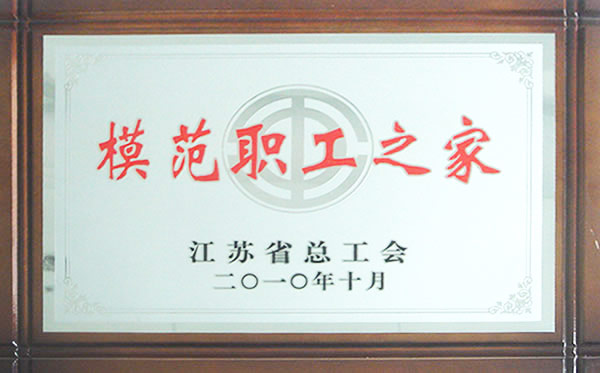 模范职工之家
江苏省总工会
二〇一〇年十月